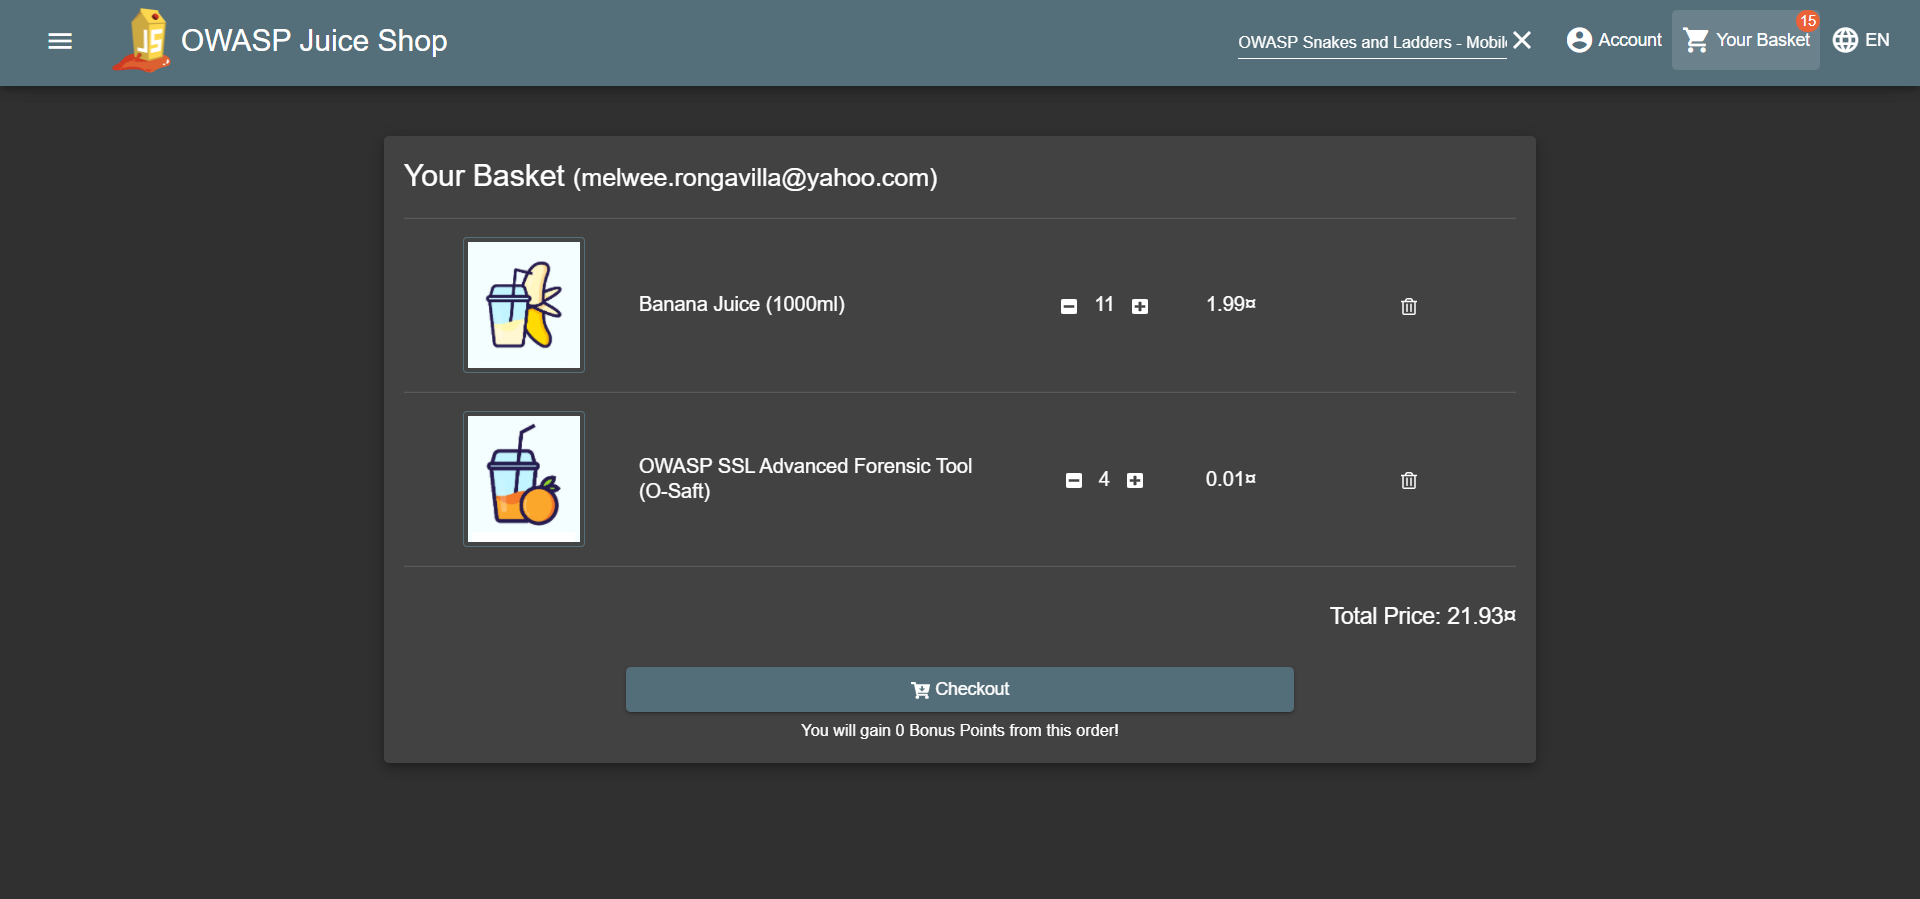 OWASP Juice Shop
OWASP Snakes and Ladders - Mobil
Account
Your Basket
15
EN
Your Basket (melwee.rongavilla@yahoo.com)
Banana Juice (1000ml)
11
1.99¤
OWASP SSL Advanced Forensic Tool
(O-Saft)
4
0.01¤
Total Price: 21.93¤
Checkout
You will gain 0 Bonus Points from this order!